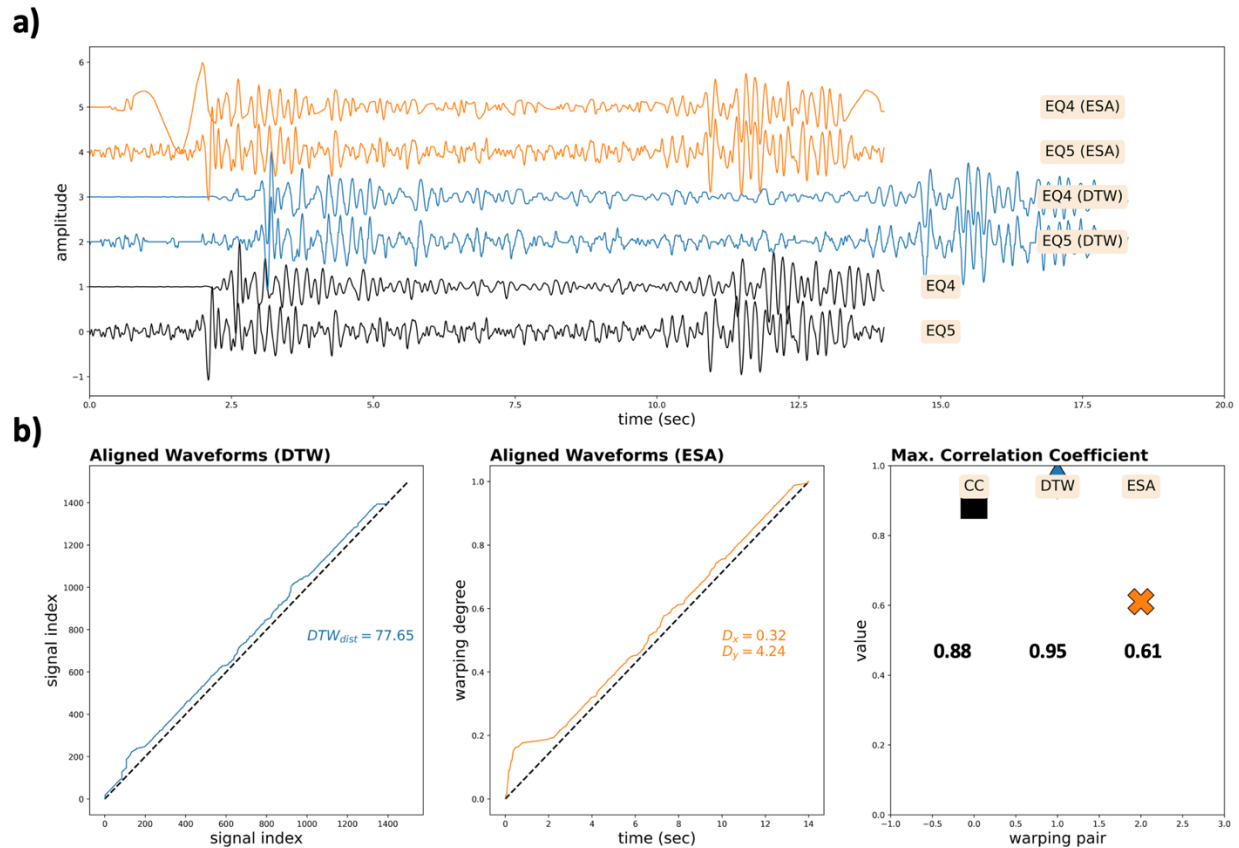 a)
6
5
4
3
2
1
0
−1
amplitude
EQ4 (ESA)
EQ5 (ESA)
EQ4 (DTW)
EQ5 (DTW)
EQ4
EQ5
0.0 2.5 5.0 7.5 10.0 12.5 15.0 17.5 20.0
time (sec)
b)
Aligned Waveforms (DTW)
1400
1200
1000
800
600
400
200
0
signal index
DTW_dist = 77.65
0 200 400 600 800 1000 1200 1400
signal index
Aligned Waveforms (ESA)
1.0
0.8
0.6
0.4
0.2
0.0
warping degree
D_x = 0.32
D_y = 4.24
0 2 4 6 8 10 12 14
time (sec)
Max. Correlation Coefficient
1.0
0.8
0.6
0.4
0.2
0.0
value
CC DTW ESA
0.88 0.95 0.61
−1.0 −0.5 0.0 0.5 1.0 1.5 2.0 2.5 3.0
warping pair